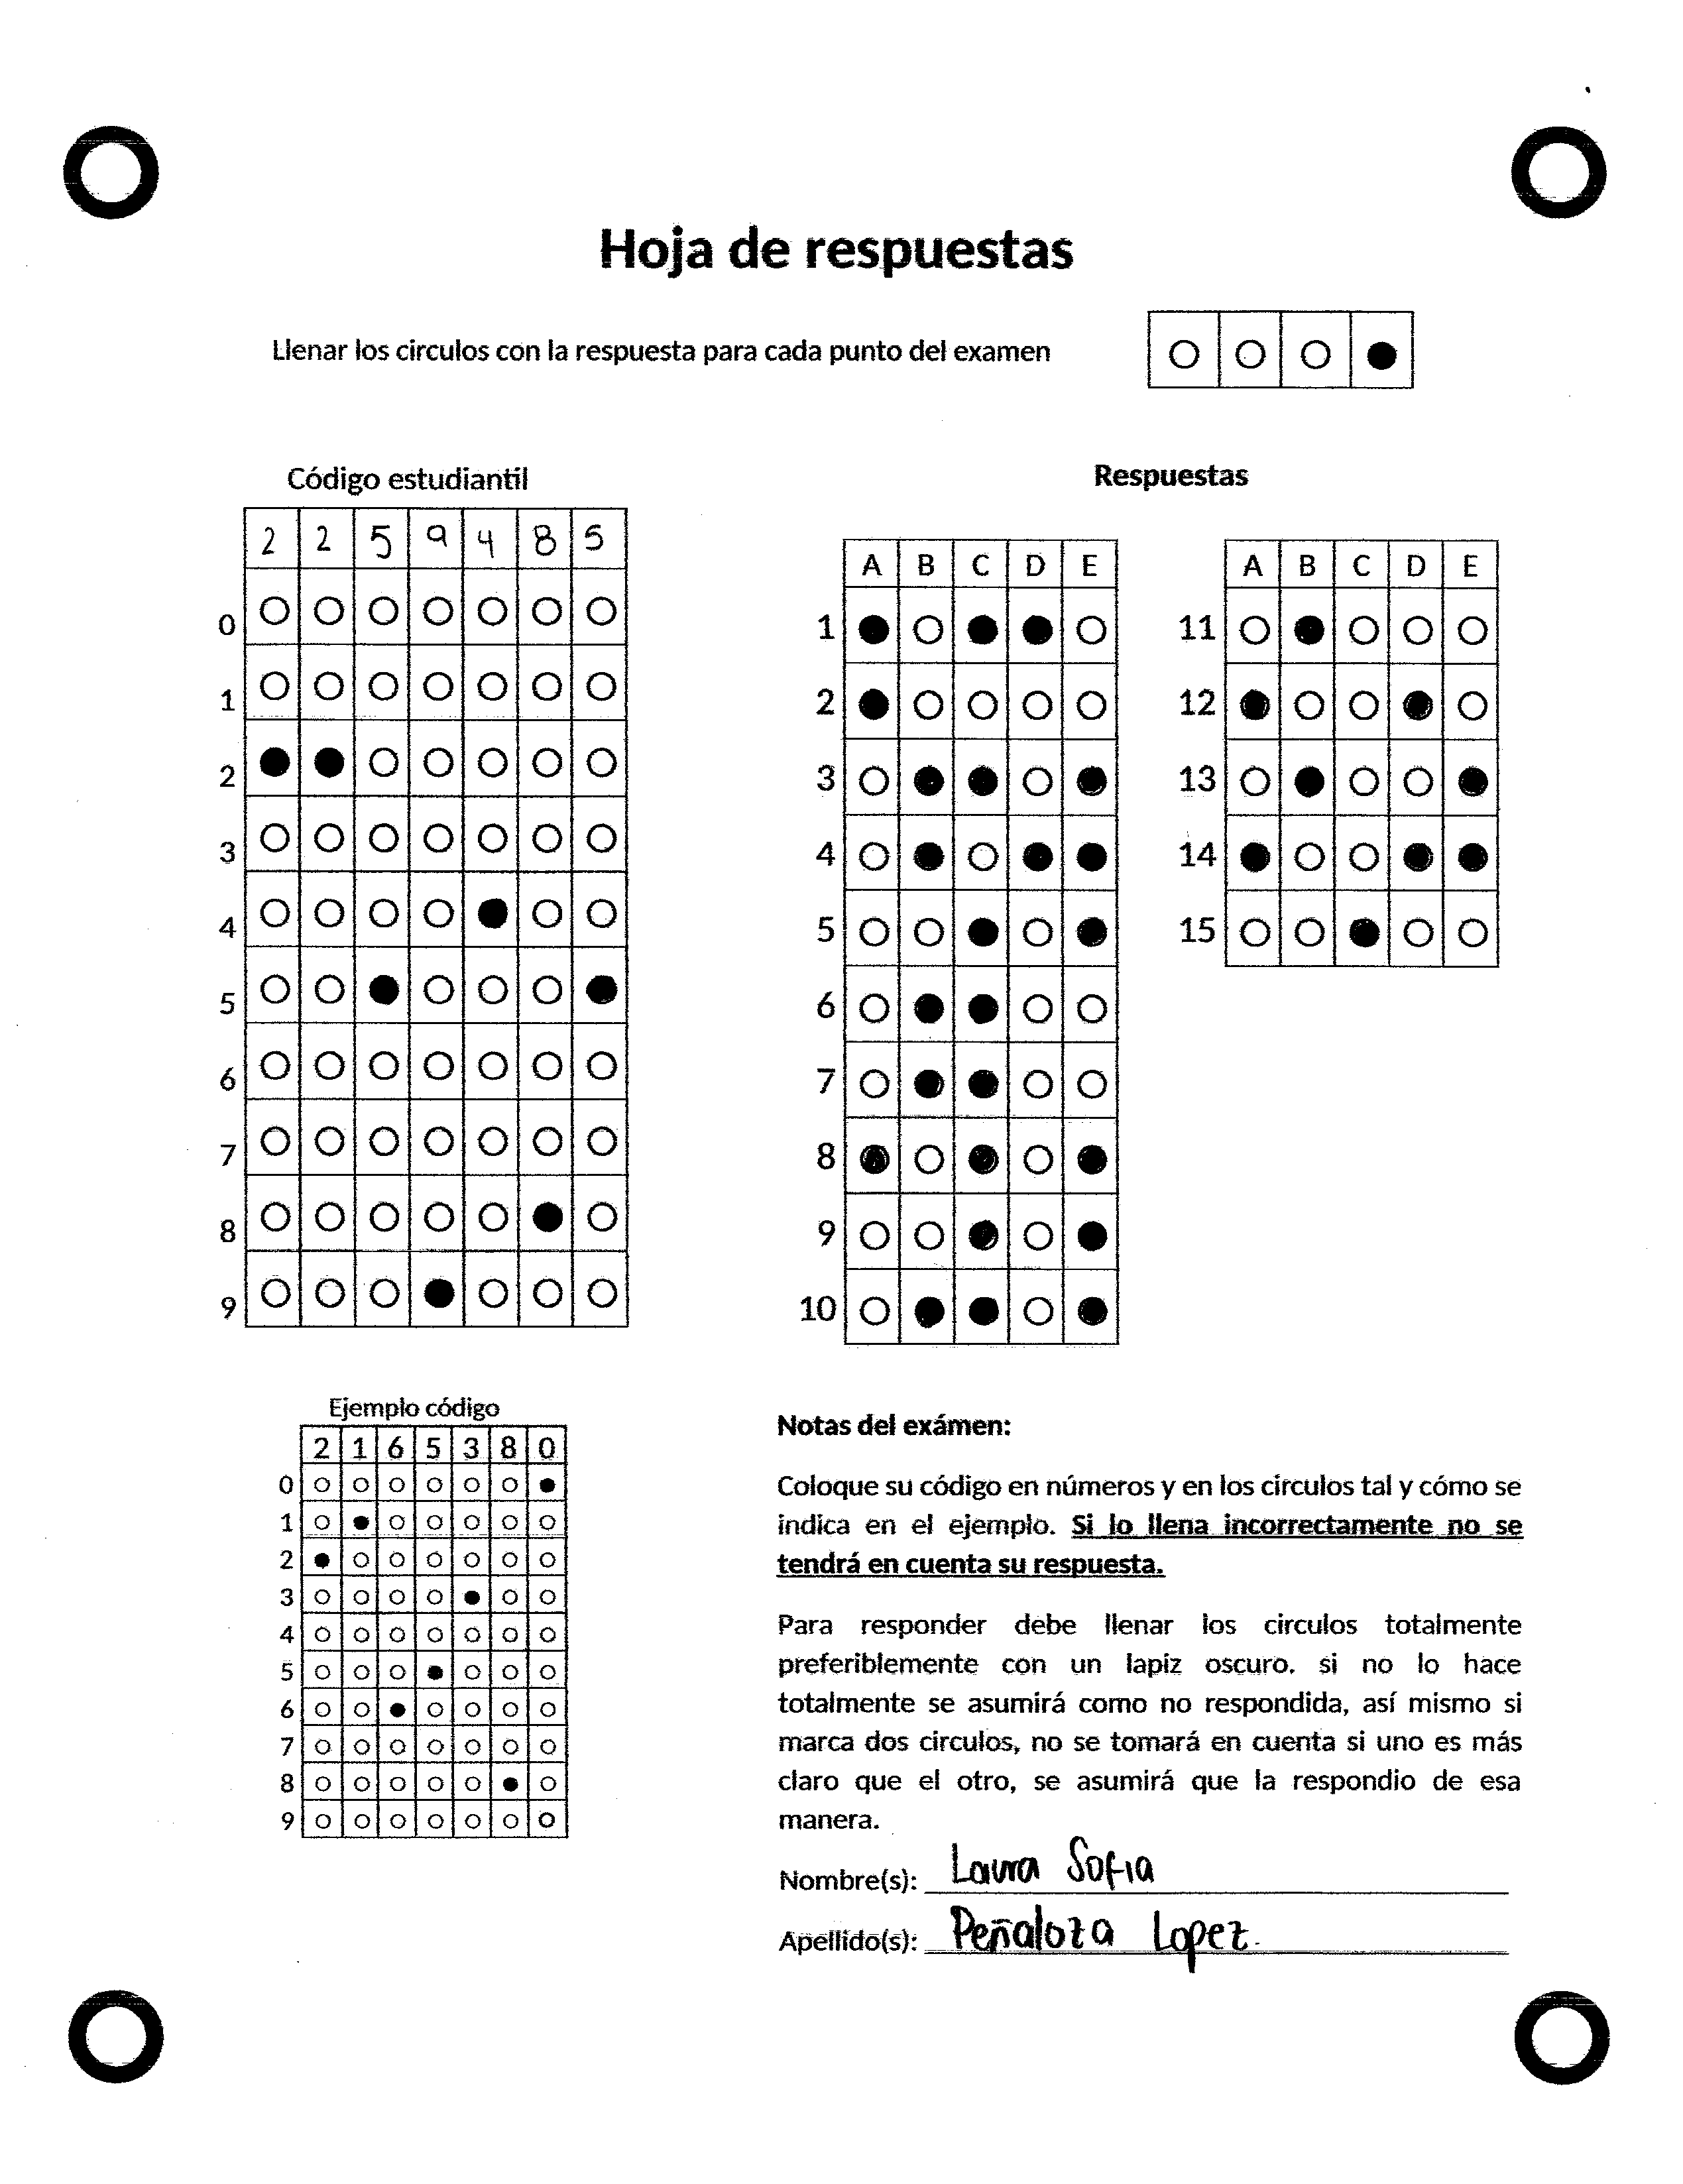 Hoja de respuestas
Llenar los circulos con la respuesta para cada punto del examen
Código estudiantil
2 2 5 9 4 8 5
0
1
2
3
4
5
6
7
8
9
Respuestas
A B C D E
1
2
3
4
5
6
7
8
9
10
A B C D E
11
12
13
14
15
Ejemplo código
2 1 6 5 3 8 0
0
1
2
3
4
5
6
7
8
9
Notas del exámen:
Coloque su código en números y en los circulos tal y cómo se
indica en el ejemplo. Si lo llena incorrectamente no se
tendrá en cuenta su respuesta.
Para responder debe llenar los circulos totalmente
preferiblemente con un lapiz oscuro. si no lo hace
totalmente se asumirá como no respondida, así mismo si
marca dos circulos, no se tomará en cuenta si uno es más
claro que el otro, se asumirá que la respondio de esa
manera.
Nombre(s): Laura Sofia
Apellido(s): Peñaloza Lopez.